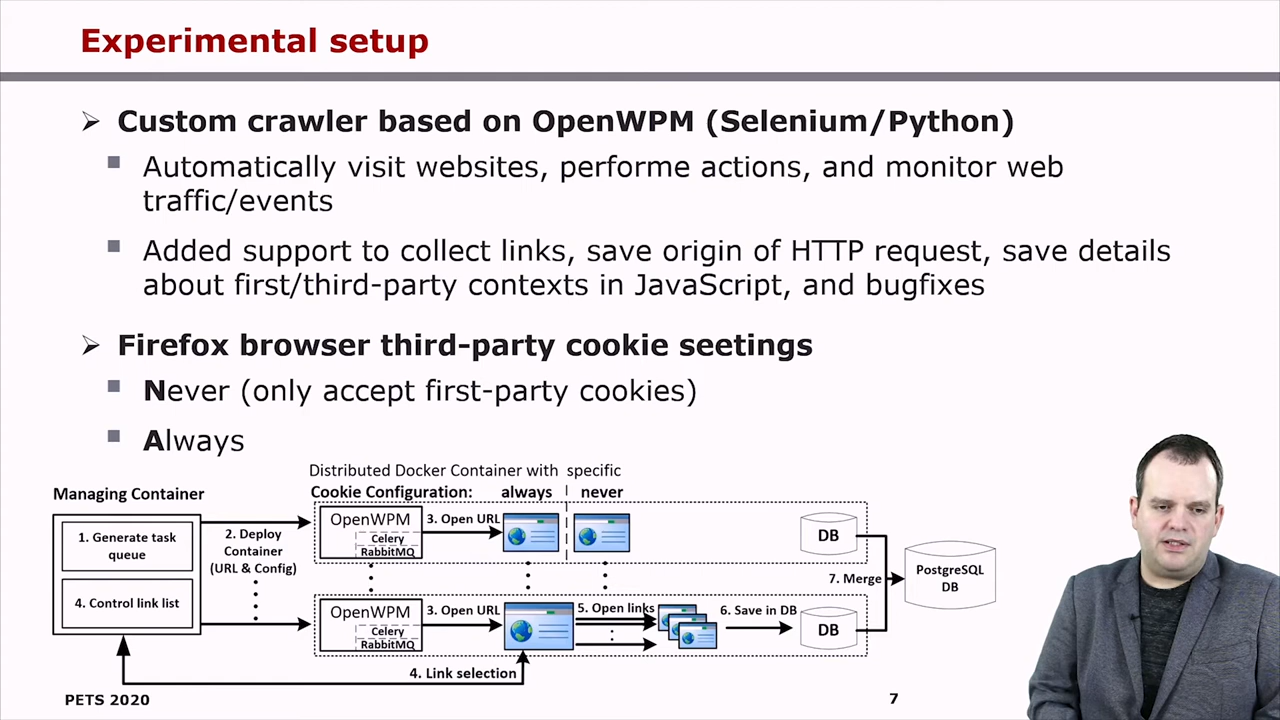 Experimental setup
Custom crawler based on OpenWPM (Selenium/Python)
Automatically visit websites, performe actions, and monitor web
traffic/events
Added support to collect links, save origin of HTTP request, save details
about first/third-party contexts in JavaScript, and bugfixes
Firefox browser third-party cookie seetings
Never (only accept first-party cookies)
Always
Distributed Docker Container with specific
Cookie Configuration: always never
Managing Container
1. Generate task
queue
4. Control link list
2. Deploy
Container
(URL & Config)
OpenWPM
Celery
RabbitMQ
3. Open URL
DB
OpenWPM
Celery
RabbitMQ
3. Open URL
5. Open links
6. Save in DB
DB
7. Merge
PostgreSQL
DB
4. Link selection
PETS 2020
7